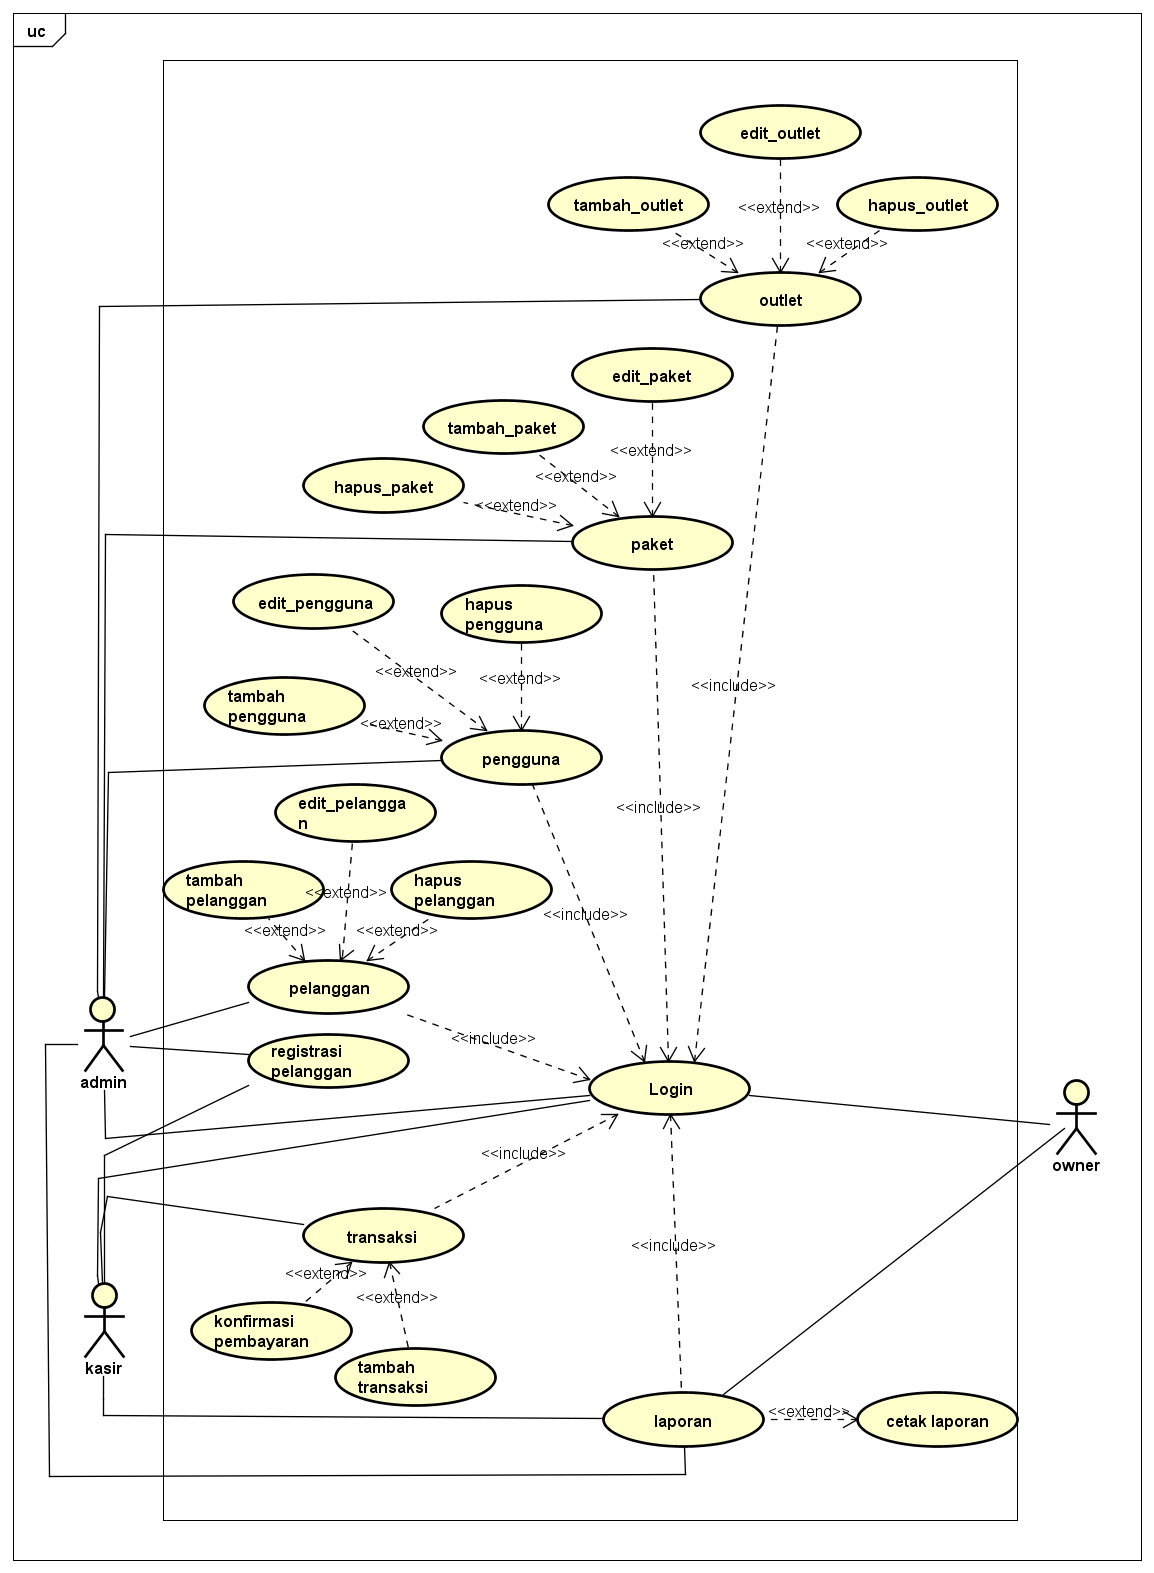 uc
edit_outlet
tambah_outlet
<<extend>>
hapus_outlet
<<extend>>
<<extend>>
outlet
edit_paket
tambah_paket
<<extend>>
hapus_paket
<<extend>>
<<extend>>
paket
edit_pengguna
hapus
pengguna
<<extend>>
<<extend>>
<<include>>
tambah
pengguna
<<extend>>
pengguna
edit_pelangga
n
<<include>>
tambah
pelanggan
<<extend>>
hapus
pelanggan
<<include>>
<<extend>>
<<extend>>
pelanggan
<<include>>
registrasi
pelanggan
admin
Login
<<include>>
owner
transaksi
<<include>>
<<extend>>
<<extend>>
konfirmasi
pembayaran
kasir
tambah
transaksi
laporan
<<extend>>
cetak laporan